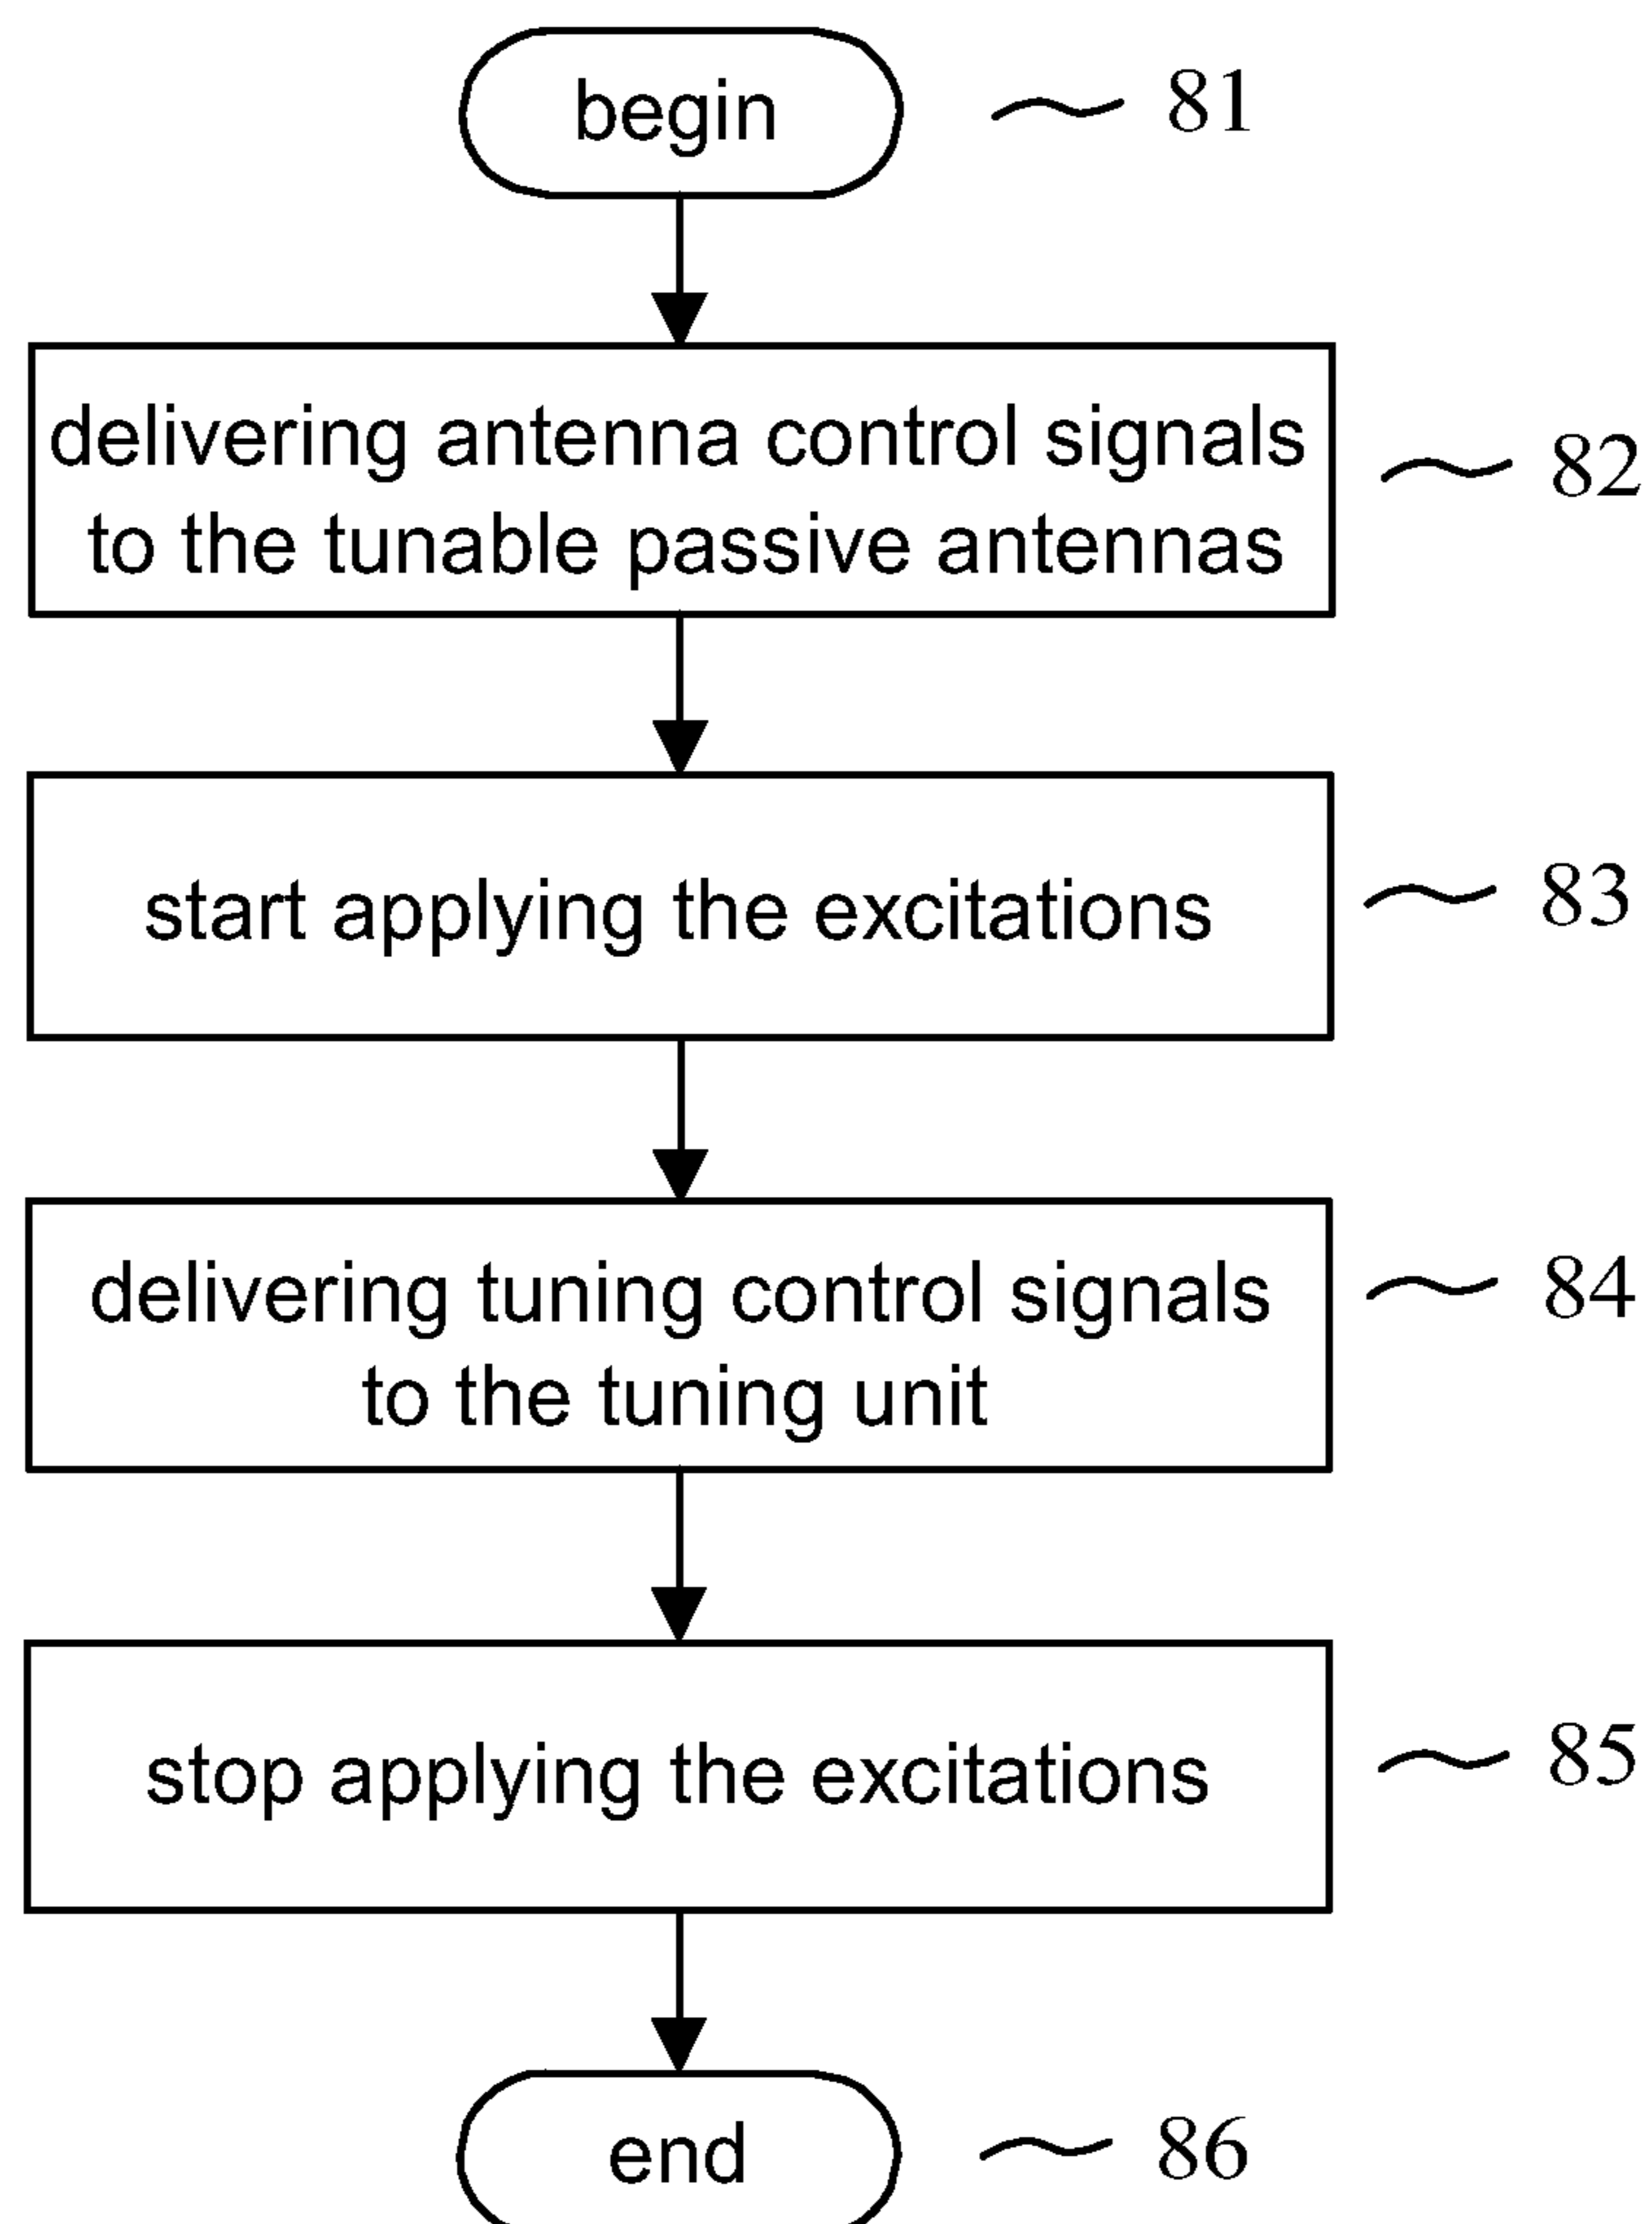 begin
81
delivering antenna control signals
to the tunable passive antennas
82
start applying the excitations
83
delivering tuning control signals
to the tuning unit
84
stop applying the excitations
85
end
86